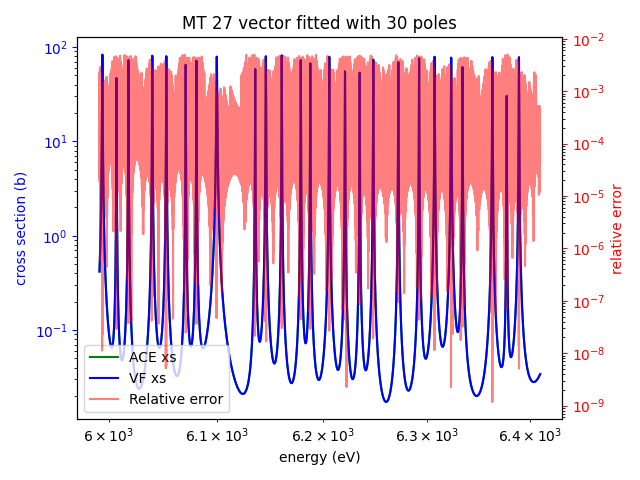 MT 27 vector fitted with 30 poles
cross section (b)
10²
10¹
10⁰
10⁻¹
10⁻²
10⁻³
10⁻⁴
10⁻⁵
10⁻⁶
10⁻⁷
10⁻⁸
10⁻⁹
relative error
ACE xs
VF xs
Relative error
6 × 10³ 6.1 × 10³ 6.2 × 10³ 6.3 × 10³ 6.4 × 10³
energy (eV)